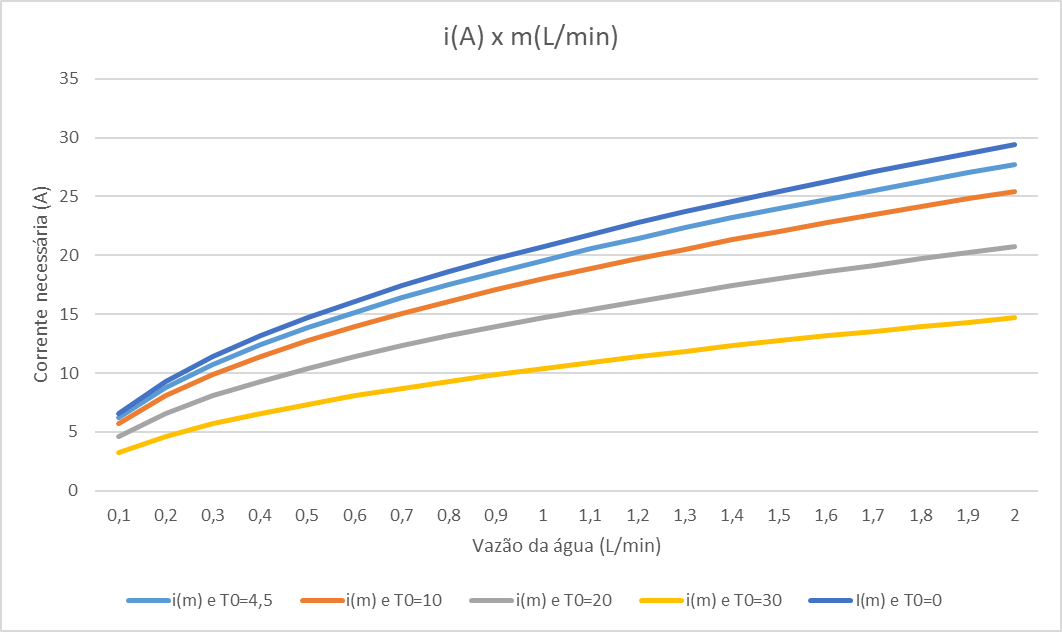 i(A) x m(L/min)
35
30
25
20
15
10
5
0
Corrente necessária (A)
0,1 0,2 0,3 0,4 0,5 0,6 0,7 0,8 0,9 1 1,1 1,2 1,3 1,4 1,5 1,6 1,7 1,8 1,9 2
Vazão da água (L/min)
i(m) e T0=4,5 i(m) e T0=10 i(m) e T0=20 i(m) e T0=30 I(m) e T0=0